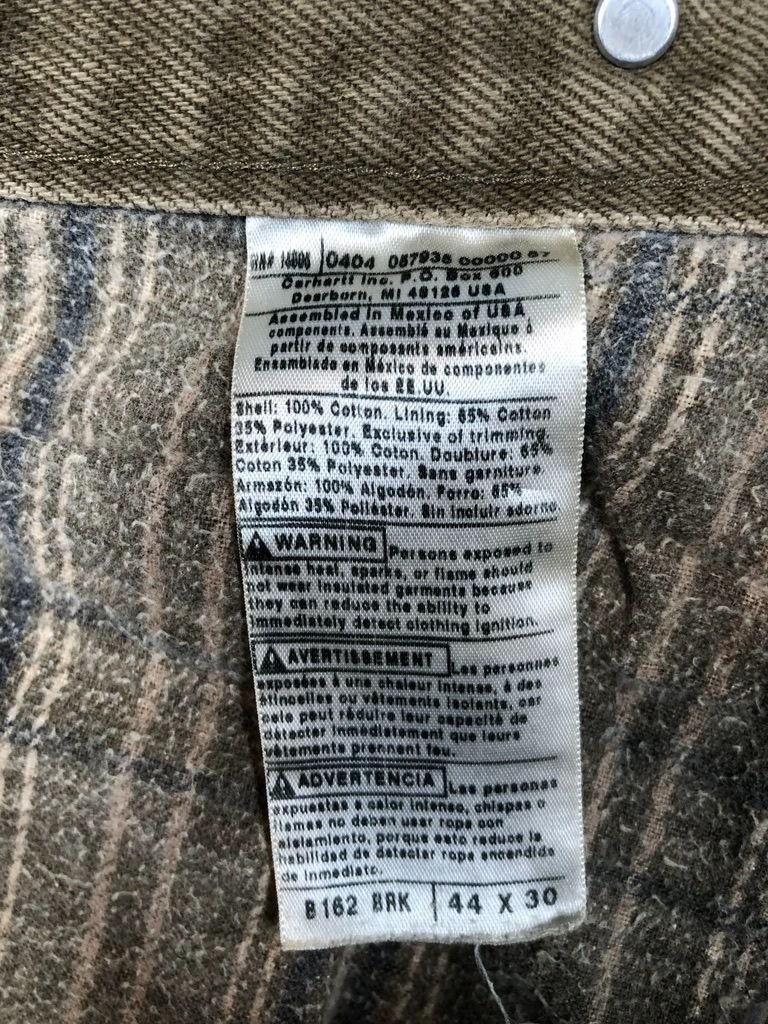 RN# 14806 0404 057935 00000 57
Carhartt Inc. P.O. Box 600
Dearborn, MI 48126 USA
Assembled in Mexico of USA
components. Assemblé au Mexique à
partir de composants américains.
Ensamblado en México de componentes
de los EE.UU.
Shell: 100% Cotton. Lining: 65% Cotton
35% Polyester. Exclusive of trimming
Extérieur: 100% Coton. Doublure: 65%
Coton 35% Polyester. Sans garniture
Armazón: 100% Algodón. Forro: 65%
Algodón 35% Poliéster. Sin incluir adorno
WARNING Persons exposed to
intense heat, sparks, or flame should
not wear insulated garments because
they can reduce the ability to
immediately detect clothing ignition.
AVERTISSEMENT Les personnes
exposées à une chaleur intense, à des
étincelles ou vêtements isolants, car
cela peut réduire leur capacité de
détecter immédiatement que leurs
vêtements prennent feu.
ADVERTENCIA Las personas
expuestas a calor intenso, chispas o
llamas no deben usar ropa con
aislamiento, porque esto reduce la
habilidad de detectar ropa encendida
de inmediato.
B162 BRK 44 X 30